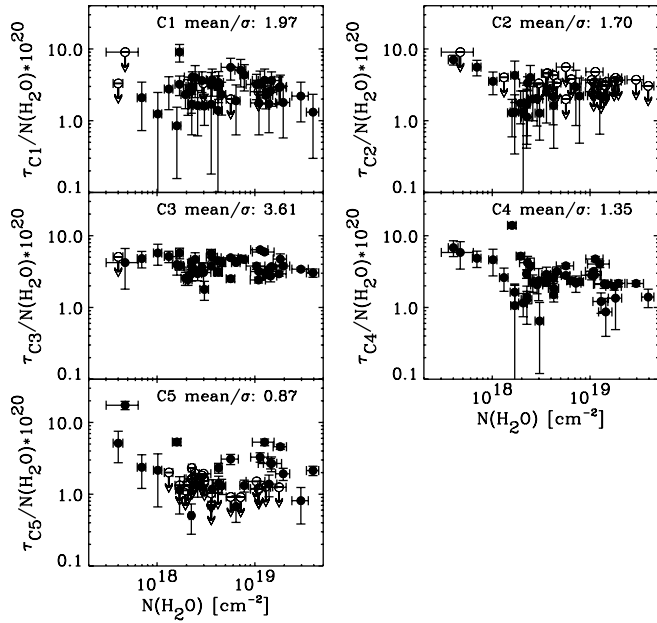 C1 mean/σ: 1.97
10.0
1.0
0.1
τC1/N(H2O)*10^20
C2 mean/σ: 1.70
10.0
1.0
0.1
τC2/N(H2O)*10^20
C3 mean/σ: 3.61
10.0
1.0
0.1
τC3/N(H2O)*10^20
C4 mean/σ: 1.35
10.0
1.0
0.1
τC4/N(H2O)*10^20
10^18 10^19
N(H2O) [cm^-2]
C5 mean/σ: 0.87
10.0
1.0
0.1
τC5/N(H2O)*10^20
10^18 10^19
N(H2O) [cm^-2]